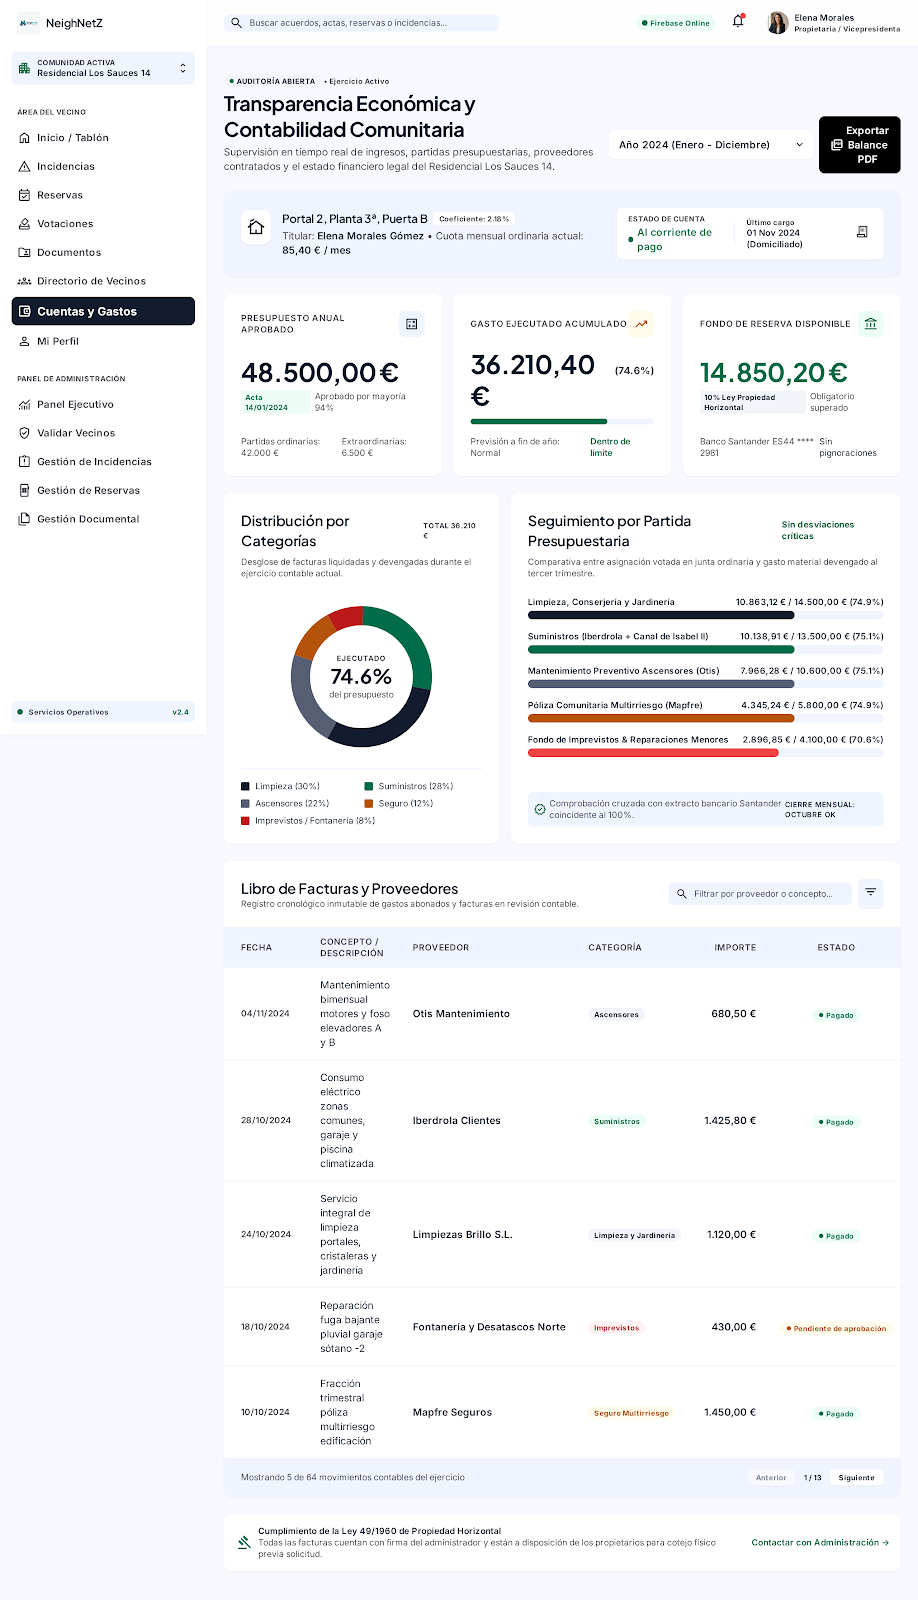 NeighNetZ
COMUNIDAD ACTIVA
Residencial Los Sauces 14
ÁREA DEL VECINO
Inicio / Tablón
Incidencias
Reservas
Votaciones
Documentos
Directorio de Vecinos
Cuentas y Gastos
Mi Perfil
PANEL DE ADMINISTRACIÓN
Panel Ejecutivo
Validar Vecinos
Gestión de Incidencias
Gestión de Reservas
Gestión Documental
Servicios Operativos v2.4
Buscar acuerdos, actas, reservas o incidencias...
Firebase Online
Elena Morales
Propietaria / Vicepresidenta
AUDITORÍA ABIERTA • Ejercicio Activo
Transparencia Económica y
Contabilidad Comunitaria
Supervisión en tiempo real de ingresos, partidas presupuestarias, proveedores
contratados y el estado financiero legal del Residencial Los Sauces 14.
Año 2024 (Enero - Diciembre)
Exportar
Balance
PDF
Portal 2, Planta 3ª, Puerta B Coeficiente: 2.18%
Titular: Elena Morales Gómez • Cuota mensual ordinaria actual:
85,40 € / mes
ESTADO DE CUENTA
Al corriente de
pago
Último cargo
01 Nov 2024
(Domiciliado)
PRESUPUESTO ANUAL
APROBADO
48.500,00 €
Acta
14/01/2024
Aprobado por mayoría
94%
Partidas ordinarias:
42.000 €
Extraordinarias:
6.500 €
GASTO EJECUTADO ACUMULADO
36.210,40
€
(74.6%)
Previsión a fin de año:
Normal
Dentro de
límite
FONDO DE RESERVA DISPONIBLE
14.850,20 €
10% Ley Propiedad
Horizontal
Obligatorio
superado
Banco Santander ES44 ****
2981
Sin
pignoraciones
Distribución por
Categorías
TOTAL 36.210
€
Desglose de facturas liquidadas y devengadas durante el
ejercicio contable actual.
EJECUTADO
74.6%
del presupuesto
Limpieza (30%)
Suministros (28%)
Ascensores (22%)
Seguro (12%)
Imprevistos / Fontanería (8%)
Seguimiento por Partida
Presupuestaria
Sin desviaciones
críticas
Comparativa entre asignación votada en junta ordinaria y gasto material devengado al
tercer trimestre.
Limpieza, Conserjería y Jardinería 10.863,12 € / 14.500,00 € (74.9%)
Suministros (Iberdrola + Canal de Isabel II) 10.138,91 € / 13.500,00 € (75.1%)
Mantenimiento Preventivo Ascensores (Otis) 7.966,28 € / 10.600,00 € (75.1%)
Póliza Comunitaria Multirriesgo (Mapfre) 4.345,24 € / 5.800,00 € (74.9%)
Fondo de Imprevistos & Reparaciones Menores 2.896,85 € / 4.100,00 € (70.6%)
Comprobación cruzada con extracto bancario Santander
coincidente al 100%.
CIERRE MENSUAL:
OCTUBRE OK
Libro de Facturas y Proveedores
Registro cronológico inmutable de gastos abonados y facturas en revisión contable.
Filtrar por proveedor o concepto...
FECHA
CONCEPTO /
DESCRIPCIÓN
PROVEEDOR
CATEGORÍA
IMPORTE
ESTADO
04/11/2024
Mantenimiento
bimensual
motores y foso
elevadores A
y B
Otis Mantenimiento
Ascensores
680,50 €
Pagado
28/10/2024
Consumo
eléctrico
zonas
comunes,
garaje y
piscina
climatizada
Iberdrola Clientes
Suministros
1.425,80 €
Pagado
24/10/2024
Servicio
integral de
limpieza
portales,
cristaleras y
jardinería
Limpiezas Brillo S.L.
Limpieza y Jardinería
1.120,00 €
Pagado
18/10/2024
Reparación
fuga bajante
pluvial garaje
sótano -2
Fontanería y Desatascos Norte
Imprevistos
430,00 €
Pendiente de aprobación
10/10/2024
Fracción
trimestral
póliza
multirriesgo
edificación
Mapfre Seguros
Seguro Multirriesgo
1.450,00 €
Pagado
Mostrando 5 de 64 movimientos contables del ejercicio
Anterior 1 / 13 Siguiente
Cumplimiento de la Ley 49/1960 de Propiedad Horizontal
Todas las facturas cuentan con firma del administrador y están a disposición de los propietarios para cotejo físico
previa solicitud.
Contactar con Administración →